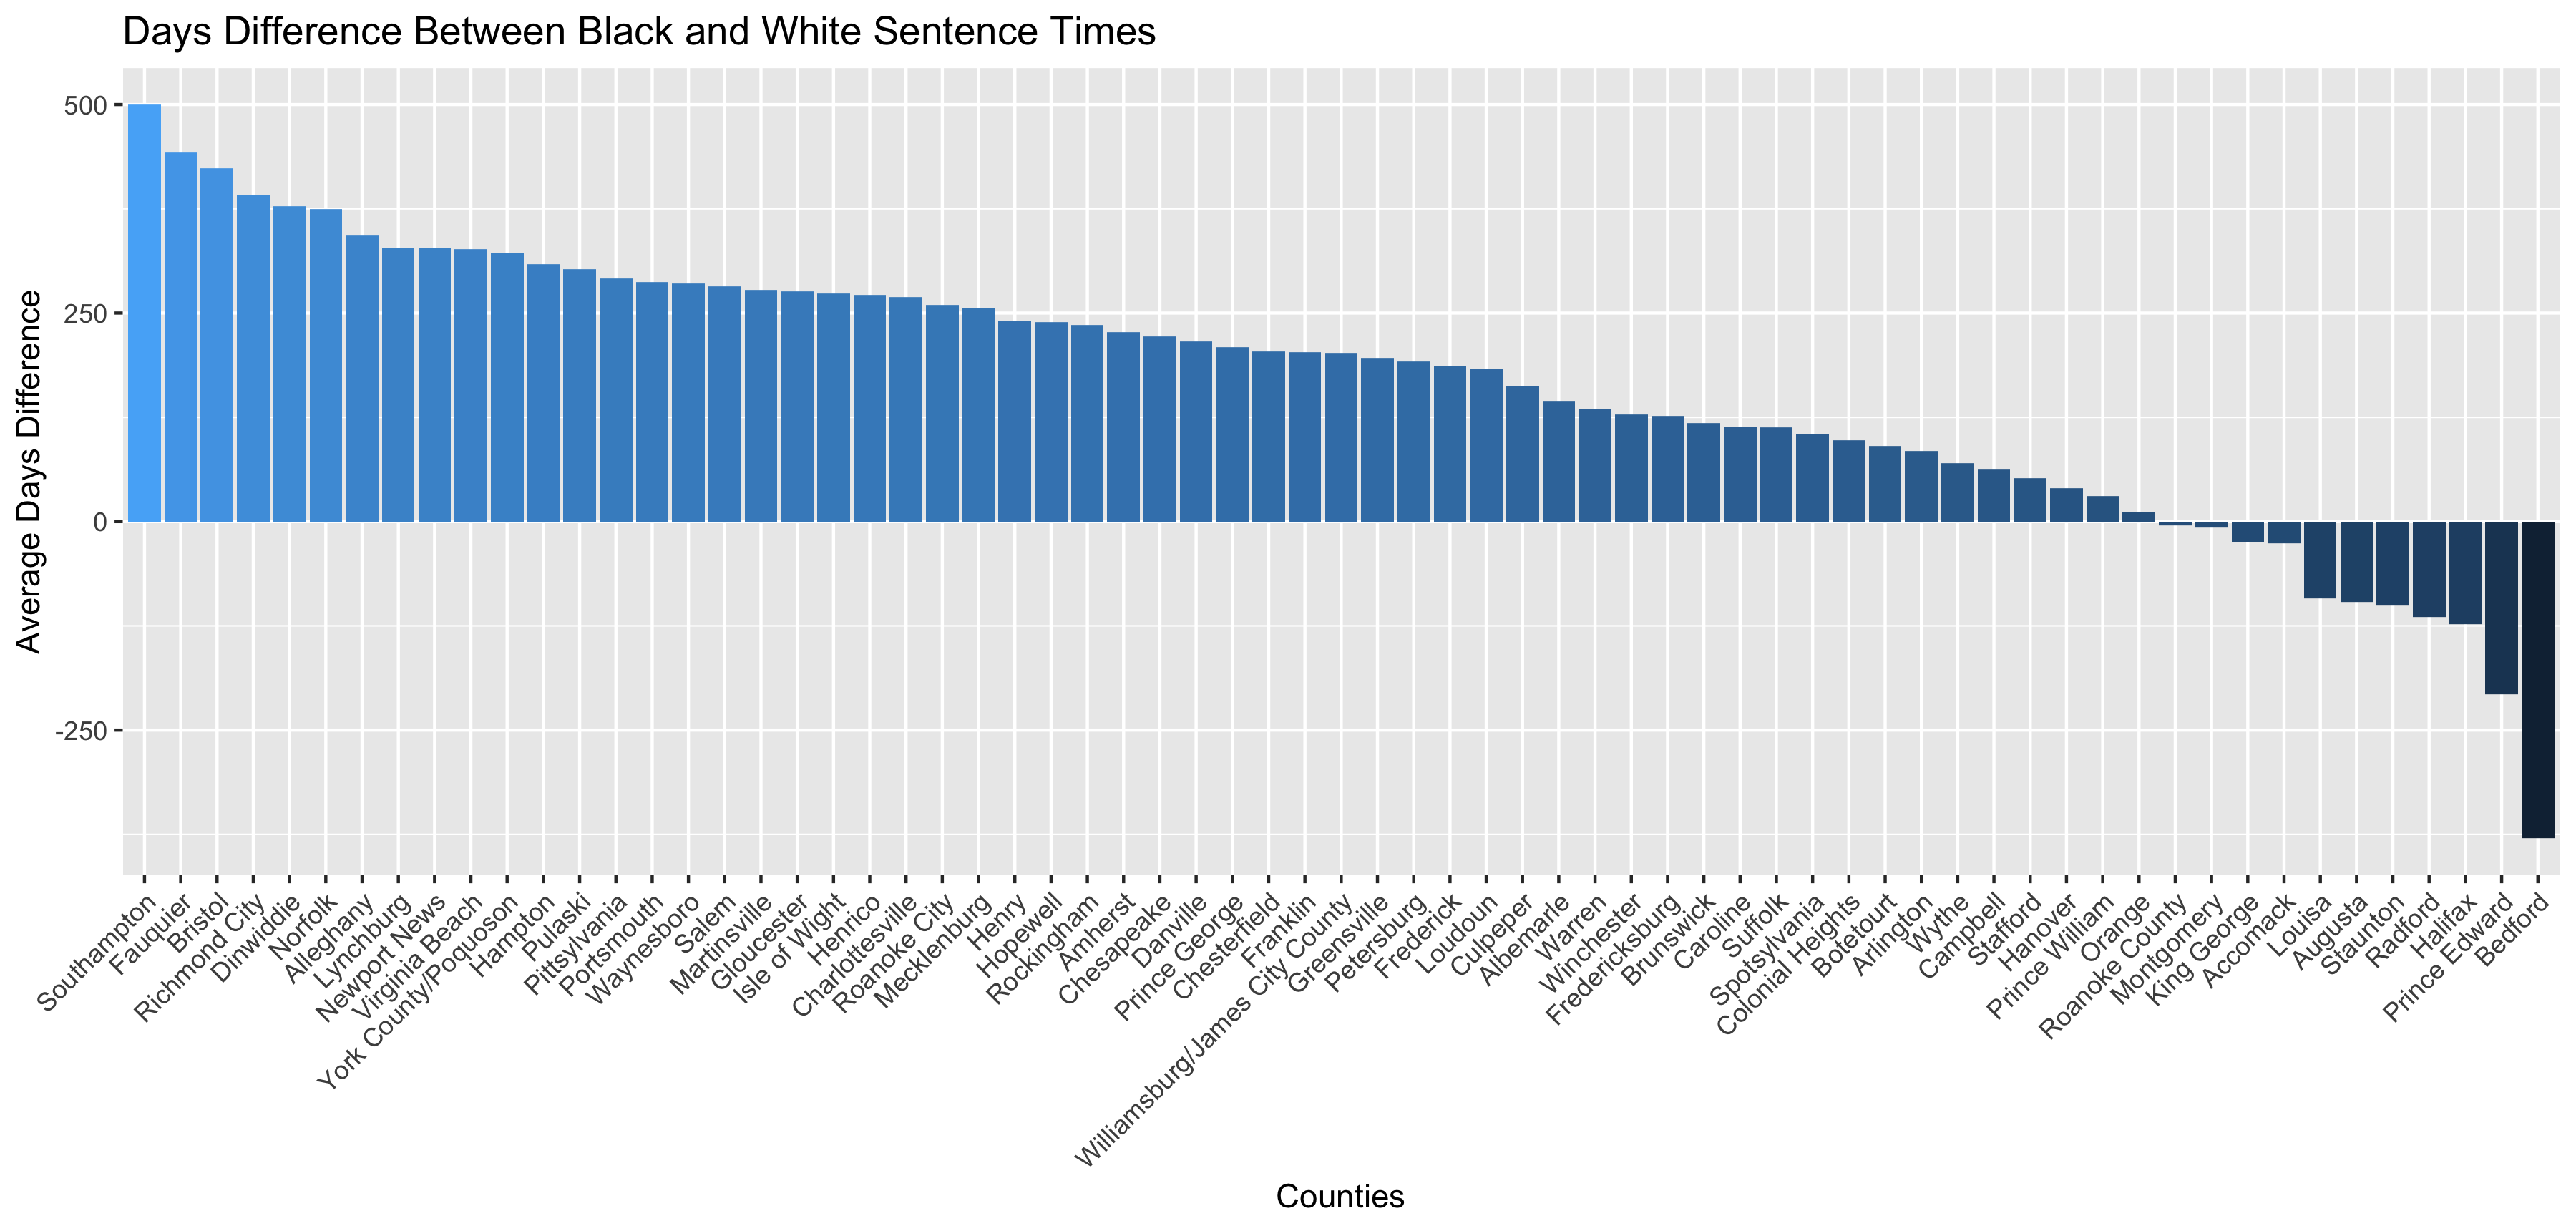 Days Difference Between Black and White Sentence Times
Average Days Difference
500
250
0
-250
Southampton
Fauquier
Bristol
Richmond City
Dinwiddie
Norfolk
Alleghany
Lynchburg
Newport News
Virginia Beach
York County/Poquoson
Hampton
Pulaski
Pittsylvania
Portsmouth
Waynesboro
Salem
Martinsville
Gloucester
Isle of Wight
Henrico
Charlottesville
Roanoke City
Mecklenburg
Henry
Hopewell
Rockingham
Amherst
Chesapeake
Danville
Prince George
Chesterfield
Franklin
Williamsburg/James City County
Greensville
Petersburg
Frederick
Loudoun
Culpeper
Albemarle
Warren
Winchester
Fredericksburg
Brunswick
Caroline
Suffolk
Spotsylvania
Colonial Heights
Botetourt
Arlington
Wythe
Campbell
Stafford
Hanover
Prince William
Orange
Roanoke County
Montgomery
King George
Accomack
Louisa
Augusta
Staunton
Radford
Halifax
Prince Edward
Bedford
Counties